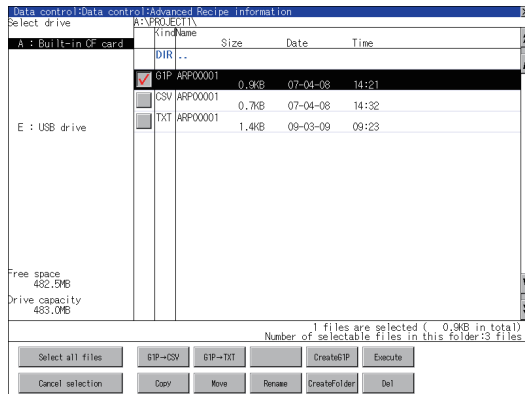 Data control:Data control:Advanced Recipe information
Select drive
A:\PROJECT1\
Kind Name
Size Date Time
A : Built-in CF card
DIR ..
G1P ARP00001
0.9KB 07-04-08 14:21
CSV ARP00001
0.7KB 07-04-08 14:32
TXT ARP00001
1.4KB 09-03-09 09:23
E : USB drive
Free space
482.5MB
Drive capacity
483.0MB
1 files are selected ( 0.9KB in total)
Number of selectable files in this folder:3 files
Select all files G1P→CSV G1P→TXT CreateG1P Execute
Cancel selection Copy Move Rename CreateFolder Del